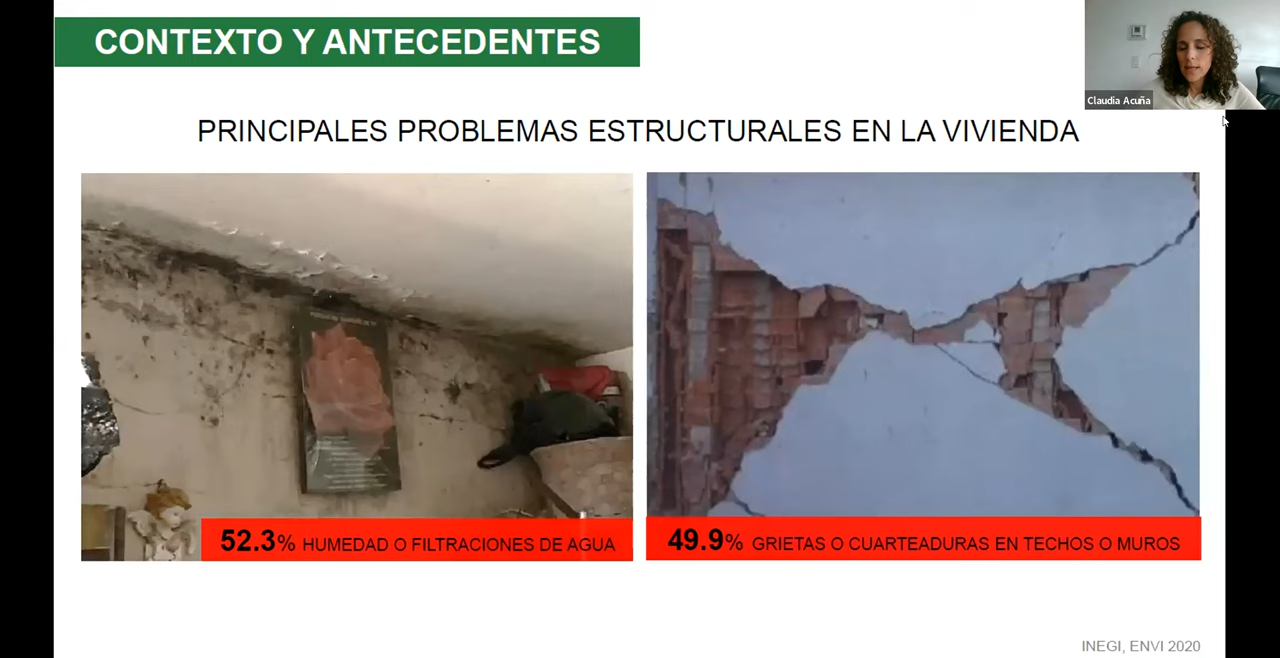 CONTEXTO Y ANTECEDENTES
Claudia Acuña
PRINCIPALES PROBLEMAS ESTRUCTURALES EN LA VIVIENDA
52.3% HUMEDAD O FILTRACIONES DE AGUA
49.9% GRIETAS O CUARTEADURAS EN TECHOS O MUROS
INEGI, ENVI 2020